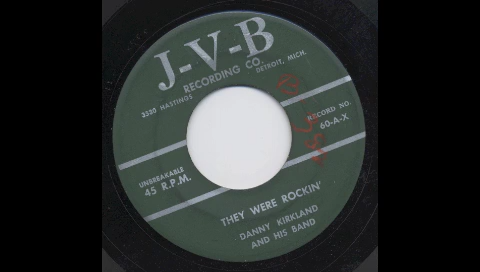 J-V-B
RECORDING CO.
3530 HASTINGS
DETROIT, MICH.
RECORD NO.
60-A-X
UNBREAKABLE
45 R.P.M.
THEY WERE ROCKIN'
DANNY KIRKLAND
AND HIS BAND